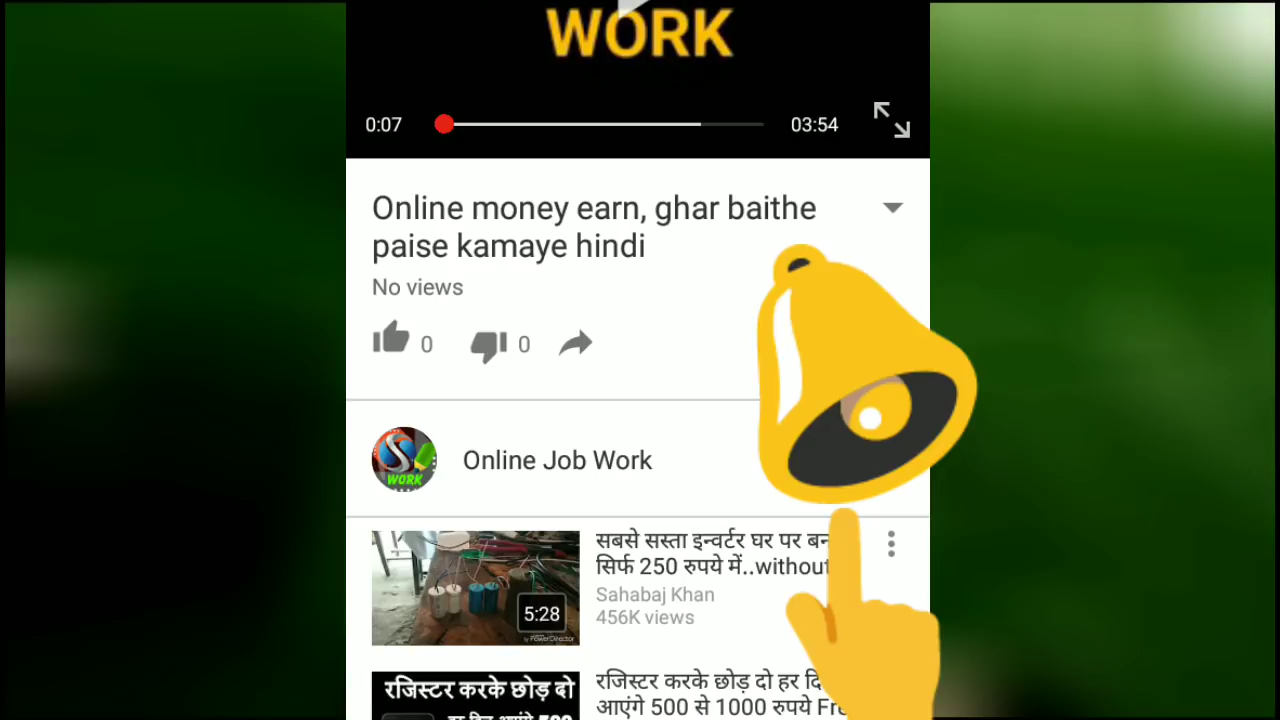 WORK
0:07
03:54
Online money earn, ghar baithe
paise kamaye hindi
No views
0
0
WORK
Online Job Work
सबसे सस्ता इन्वर्टर घर पर
सिर्फ 250 रुपये में..without
Sahabaj Khan
456K views
5:28
by PowerDirector
रजिस्टर करके छोड़ दो
रजिस्टर करके छोड़ दो हर
आएंगे 500 से 1000 रुपये